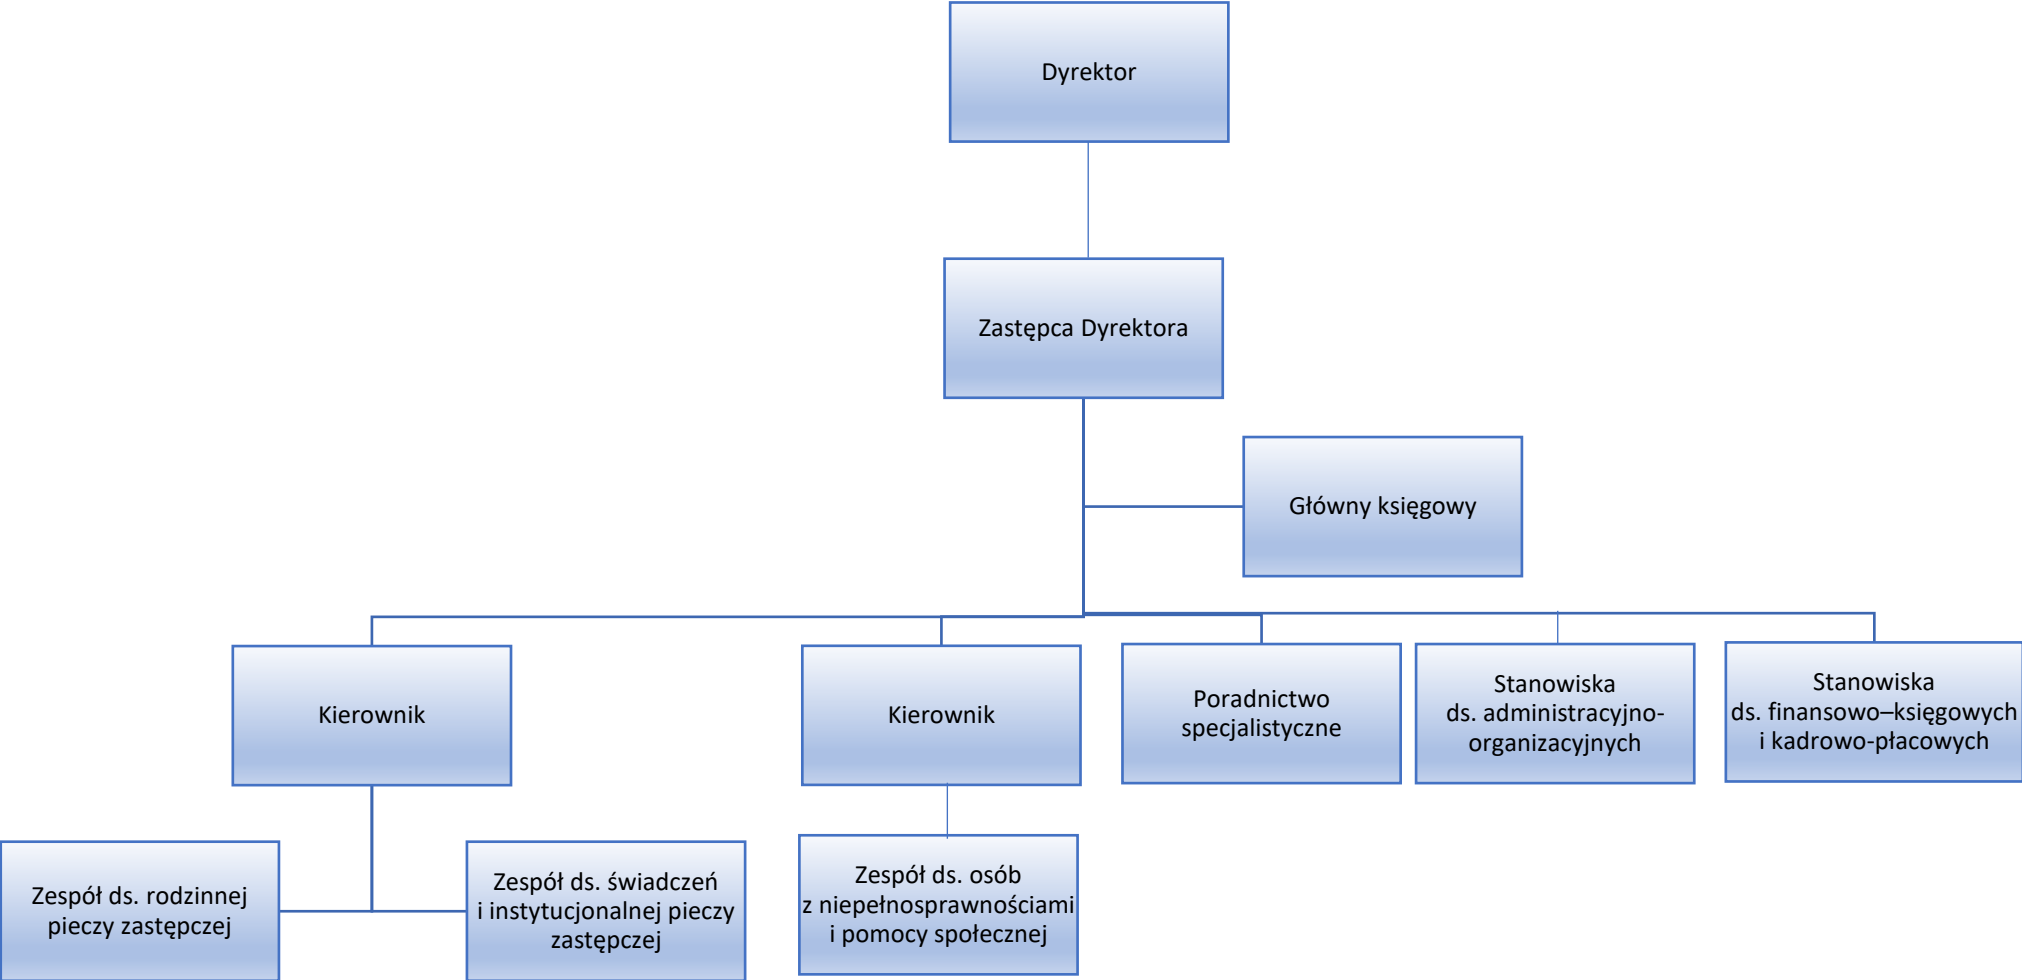 Dyrektor
Zastępca Dyrektora
Główny księgowy
Kierownik
Kierownik
Poradnictwo
specjalistyczne
Stanowiska
ds. administracyjno-
organizacyjnych
Stanowiska
ds. finansowo–księgowych
i kadrowo-płacowych
Zespół ds. rodzinnej
pieczy zastępczej
Zespół ds. świadczeń
i instytucjonalnej pieczy
zastępczej
Zespół ds. osób
z niepełnosprawnościami
i pomocy społecznej